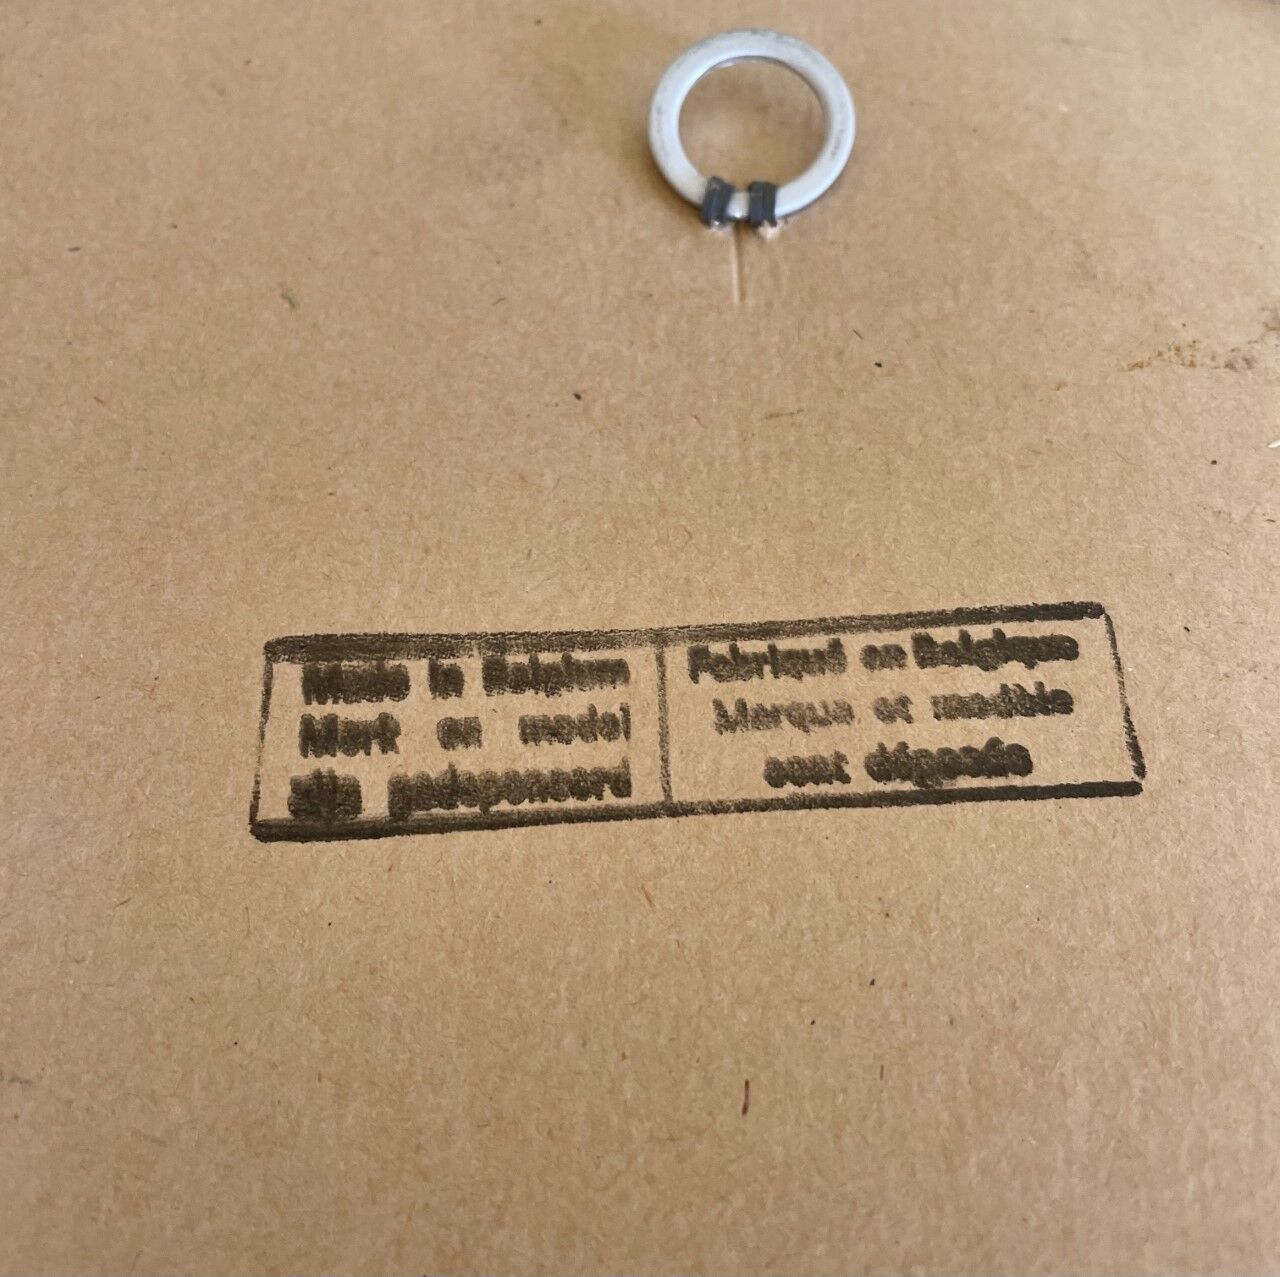 Made in Belgium
Merk en model
zijn gedeponeerd
Fabriqué en Belgique
Marque et modèle
sont déposés